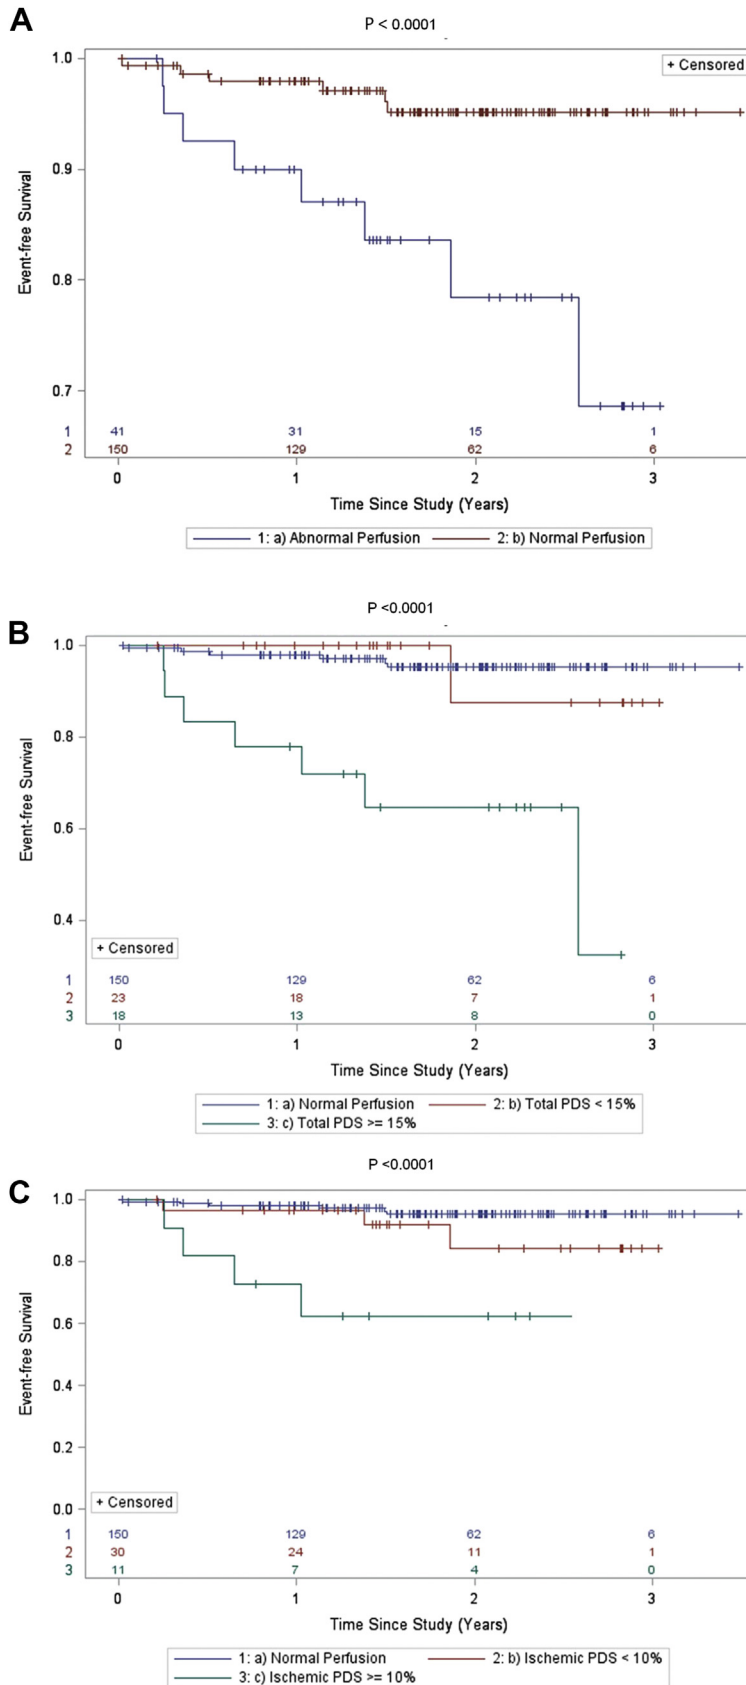 A
P < 0.0001
+ Censored
Event-free Survival
1.0
0.9
0.8
0.7
1 41 31 15 1
2 150 129 62 6
0 1 2 3
Time Since Study (Years)
1: a) Abnormal Perfusion 2: b) Normal Perfusion
B
P <0.0001
Event-free Survival
1.0
0.8
0.6
0.4
+ Censored
1 150 129 62 6
2 23 18 7 1
3 18 13 8 0
0 1 2 3
Time Since Study (Years)
1: a) Normal Perfusion 2: b) Total PDS < 15%
3: c) Total PDS >= 15%
C
P <0.0001
Event-free Survival
1.0
0.8
0.6
0.4
0.2
0.0
+ Censored
1 150 129 62 6
2 30 24 11 1
3 11 7 4 0
0 1 2 3
Time Since Study (Years)
1: a) Normal Perfusion 2: b) Ischemic PDS < 10%
3: c) Ischemic PDS >= 10%